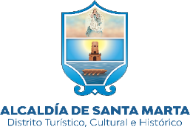 ALCALDÍA DE SANTA MARTA
Distrito Turístico, Cultural e Histórico